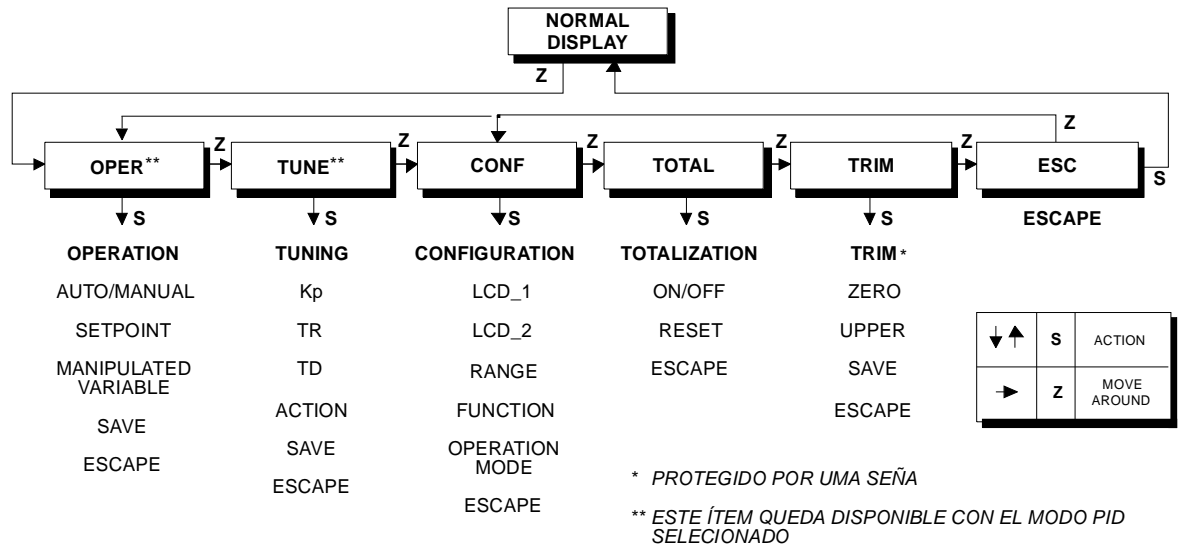 NORMAL
DISPLAY
Z
Z
OPER**
Z
TUNE**
Z
CONF
Z
TOTAL
Z
TRIM
Z
ESC
S
S
S
S
S
S
ESCAPE
OPERATION
AUTO/MANUAL
SETPOINT
MANIPULATED
VARIABLE
SAVE
ESCAPE
TUNING
Kp
TR
TD
ACTION
SAVE
ESCAPE
CONFIGURATION
LCD_1
LCD_2
RANGE
FUNCTION
OPERATION
MODE
ESCAPE
TOTALIZATION
ON/OFF
RESET
ESCAPE
TRIM*
ZERO
UPPER
SAVE
ESCAPE
S ACTION
Z MOVE
AROUND
* PROTEGIDO POR UMA SEÑA
** ESTE ÍTEM QUEDA DISPONIBLE CON EL MODO PID
SELECIONADO